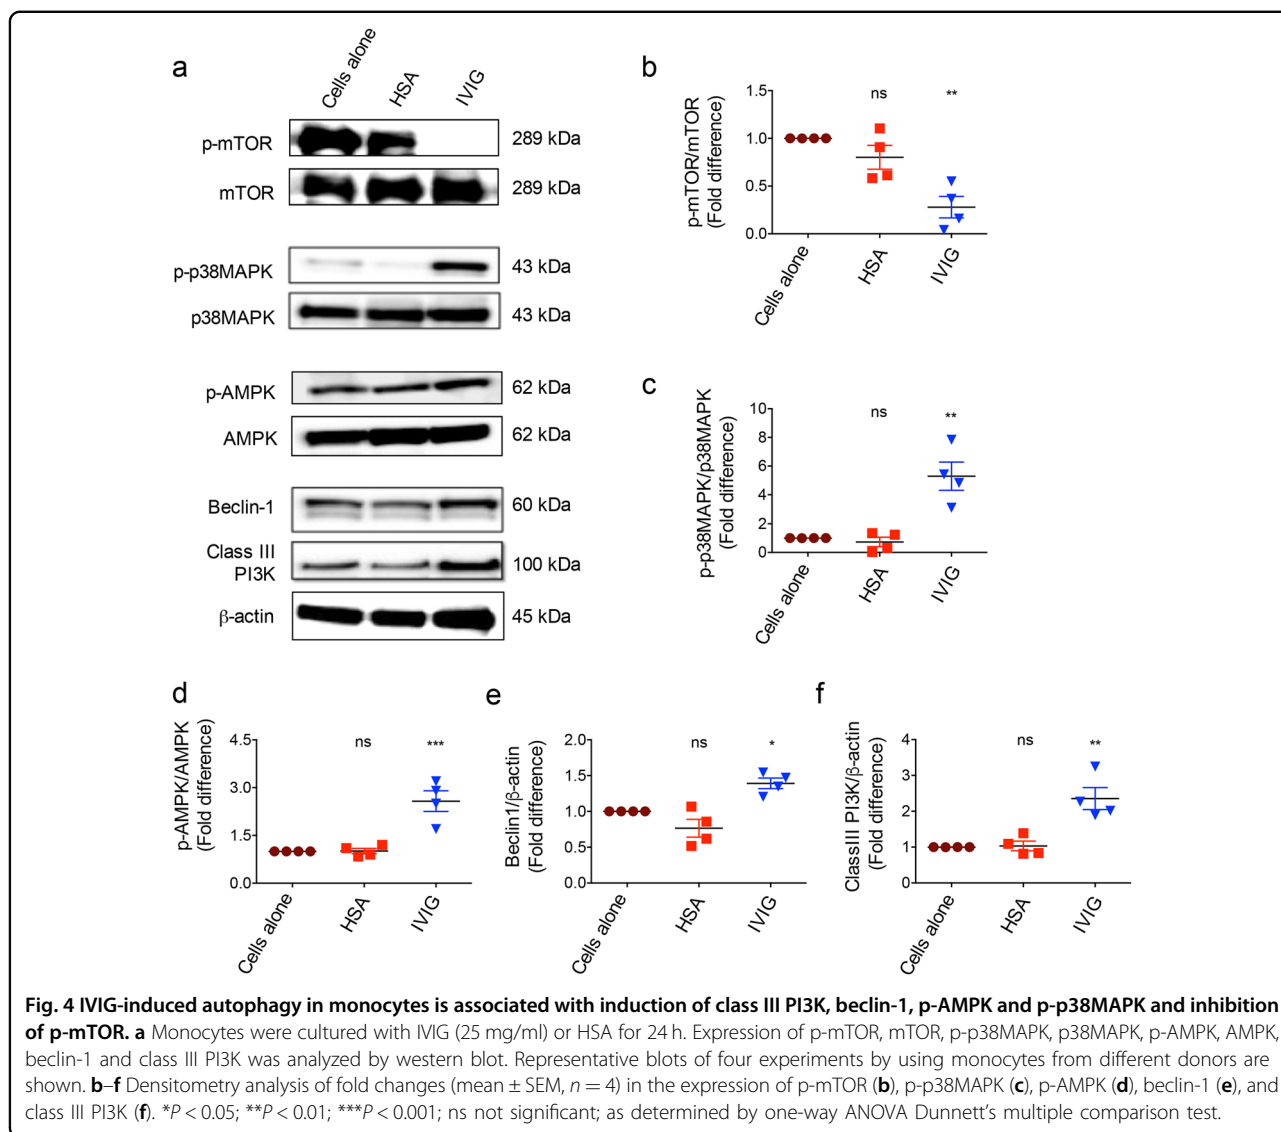 a
Cells alone
HSA
IVIG
p-mTOR
289 kDa
mTOR
289 kDa
p-p38MAPK
43 kDa
p38MAPK
43 kDa
p-AMPK
62 kDa
AMPK
62 kDa
Beclin-1
60 kDa
Class III
PI3K
100 kDa
β-actin
45 kDa
b
p-mTOR/mTOR
(Fold difference)
1.5
1.0
0.5
0.0
ns
**
Cells alone
HSA
IVIG
c
p-p38MAPK/p38MAPK
(Fold difference)
10
8
6
4
2
0
ns
**
Cells alone
HSA
IVIG
d
p-AMPK/AMPK
(Fold difference)
4.5
3.0
1.5
0.0
ns
***
Cells alone
HSA
IVIG
e
Beclin1/β-actin
(Fold difference)
2.0
1.5
1.0
0.5
0.0
ns
*
Cells alone
HSA
IVIG
f
ClassIII PI3K/β-actin
(Fold difference)
4
3
2
1
0
ns
**
Cells alone
HSA
IVIG
Fig. 4 IVIG-induced autophagy in monocytes is associated with induction of class III PI3K, beclin-1, p-AMPK and p-p38MAPK and inhibition
of p-mTOR. a Monocytes were cultured with IVIG (25 mg/ml) or HSA for 24 h. Expression of p-mTOR, mTOR, p-p38MAPK, p38MAPK, p-AMPK, AMPK,
beclin-1 and class III PI3K was analyzed by western blot. Representative blots of four experiments by using monocytes from different donors are
shown. b–f Densitometry analysis of fold changes (mean ± SEM, n = 4) in the expression of p-mTOR (b), p-p38MAPK (c), p-AMPK (d), beclin-1 (e), and
class III PI3K (f). *P < 0.05; **P < 0.01; ***P < 0.001; ns not significant; as determined by one-way ANOVA Dunnett's multiple comparison test.